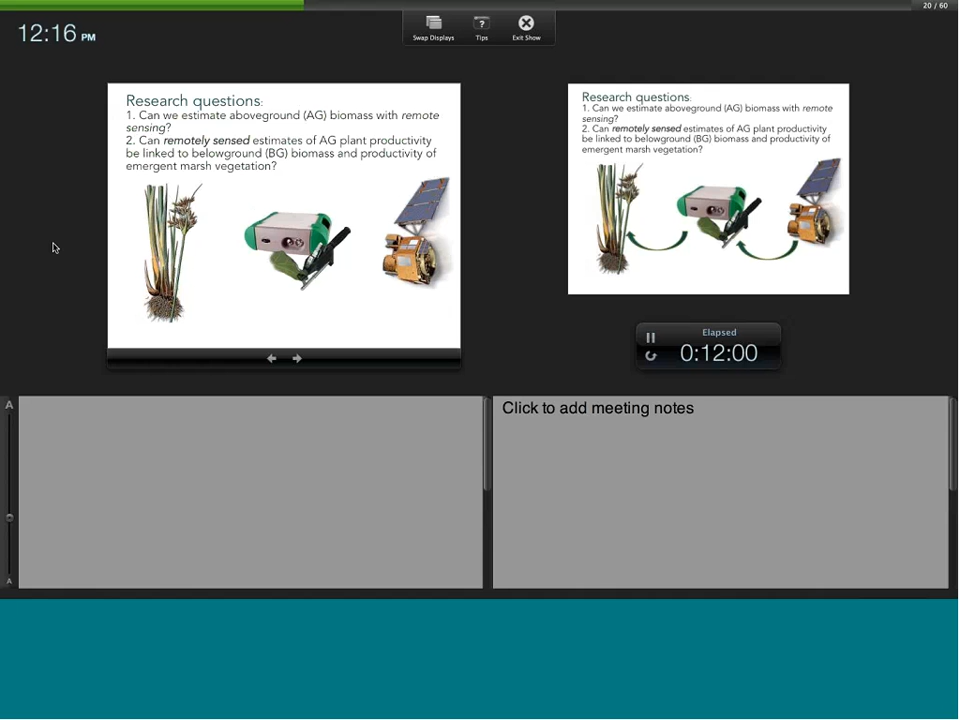 20 / 60
12:16 PM
Swap Displays
Tips
Exit Show
Research questions:
1. Can we estimate aboveground (AG) biomass with remote
sensing?
2. Can remotely sensed estimates of AG plant productivity
be linked to belowground (BG) biomass and productivity of
emergent marsh vegetation?
Research questions:
1. Can we estimate aboveground (AG) biomass with remote
sensing?
2. Can remotely sensed estimates of AG plant productivity
be linked to belowground (BG) biomass and productivity of
emergent marsh vegetation?
Elapsed
0:12:00
A
A
Click to add meeting notes